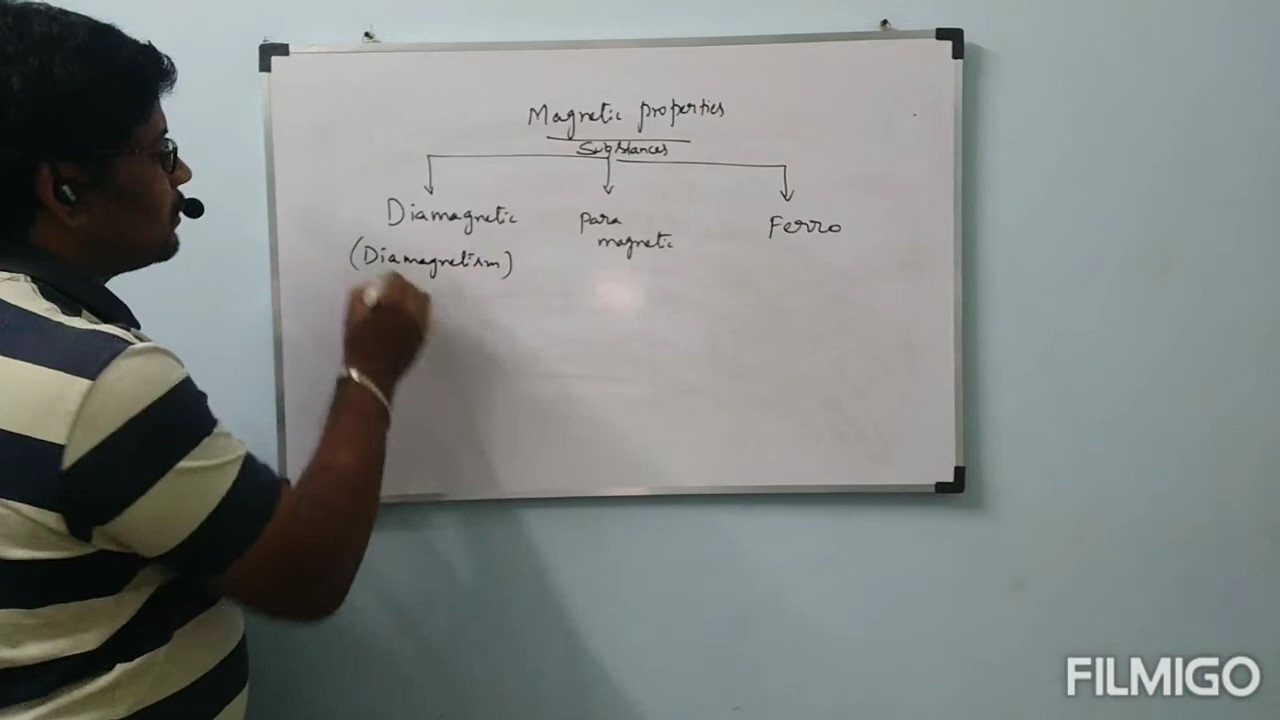 Magnetic properties
Substances
Diamagnetic
(Diamagnetism)
Para
magnetic
Ferro
FILMIGO